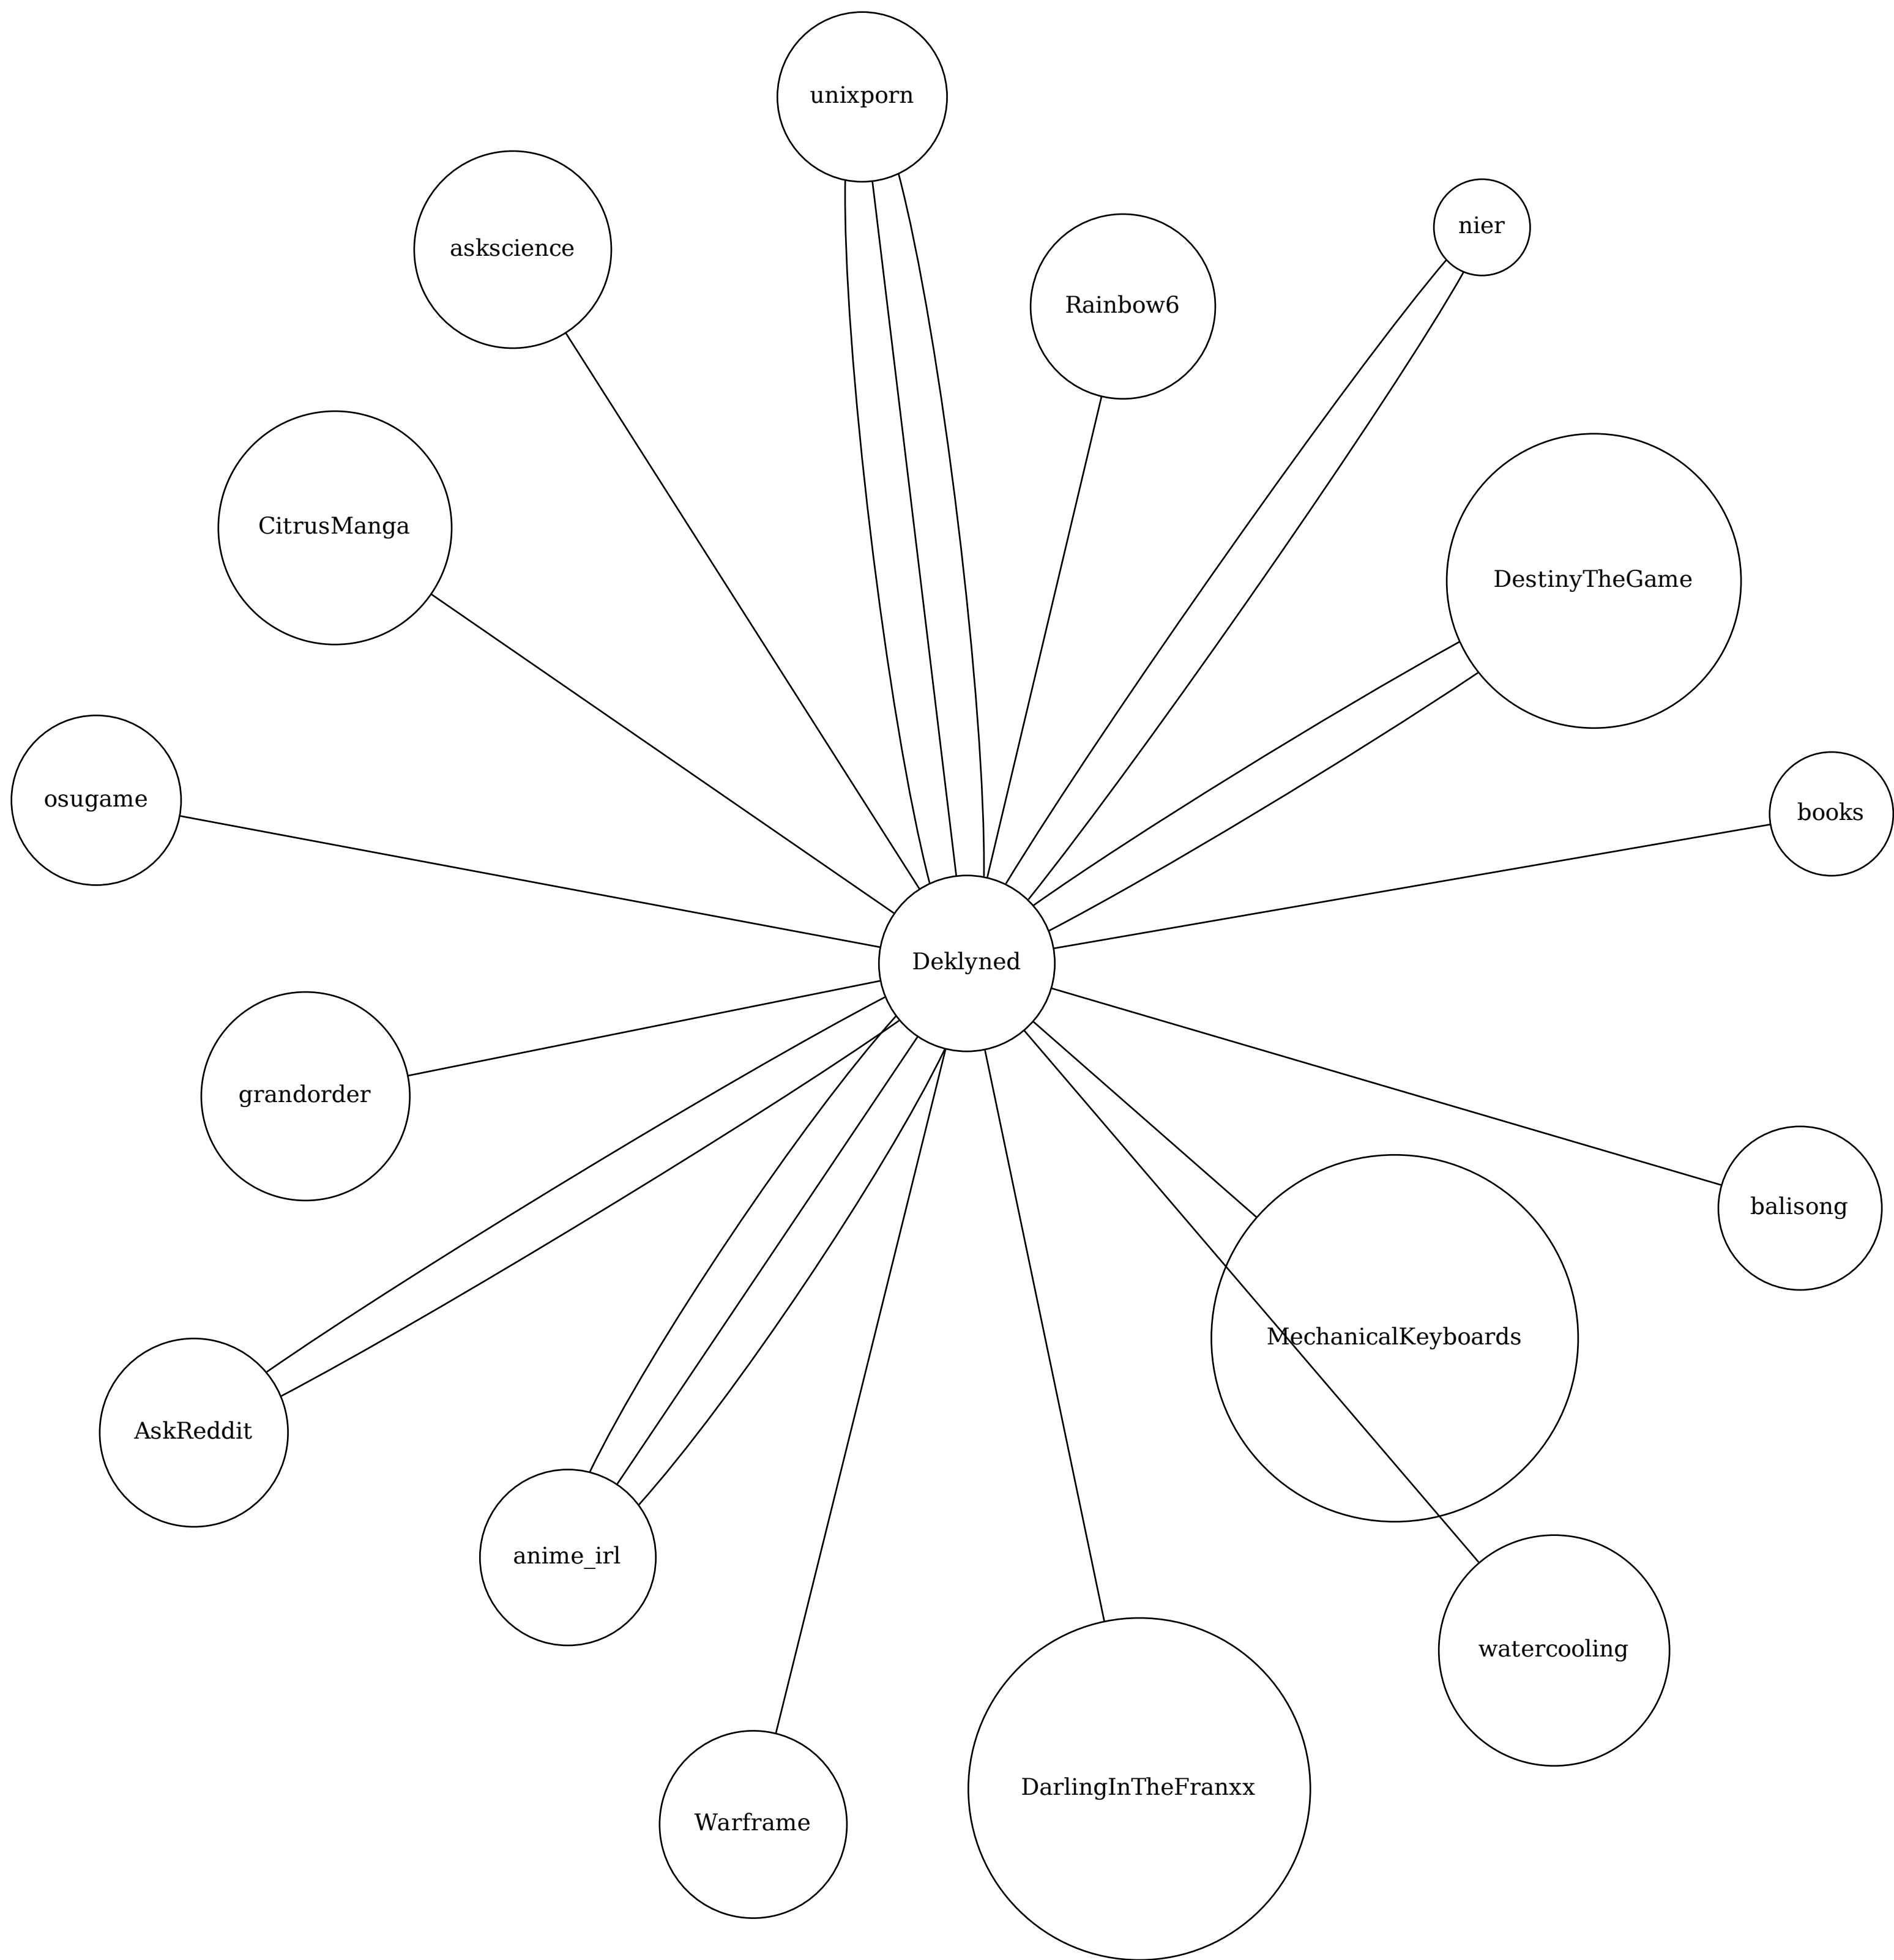 unixporn
nier
askscience
Rainbow6
CitrusManga
DestinyTheGame
osugame
books
Deklyned
grandorder
balisong
MechanicalKeyboards
AskReddit
anime_irl
watercooling
DarlingInTheFranxx
Warframe